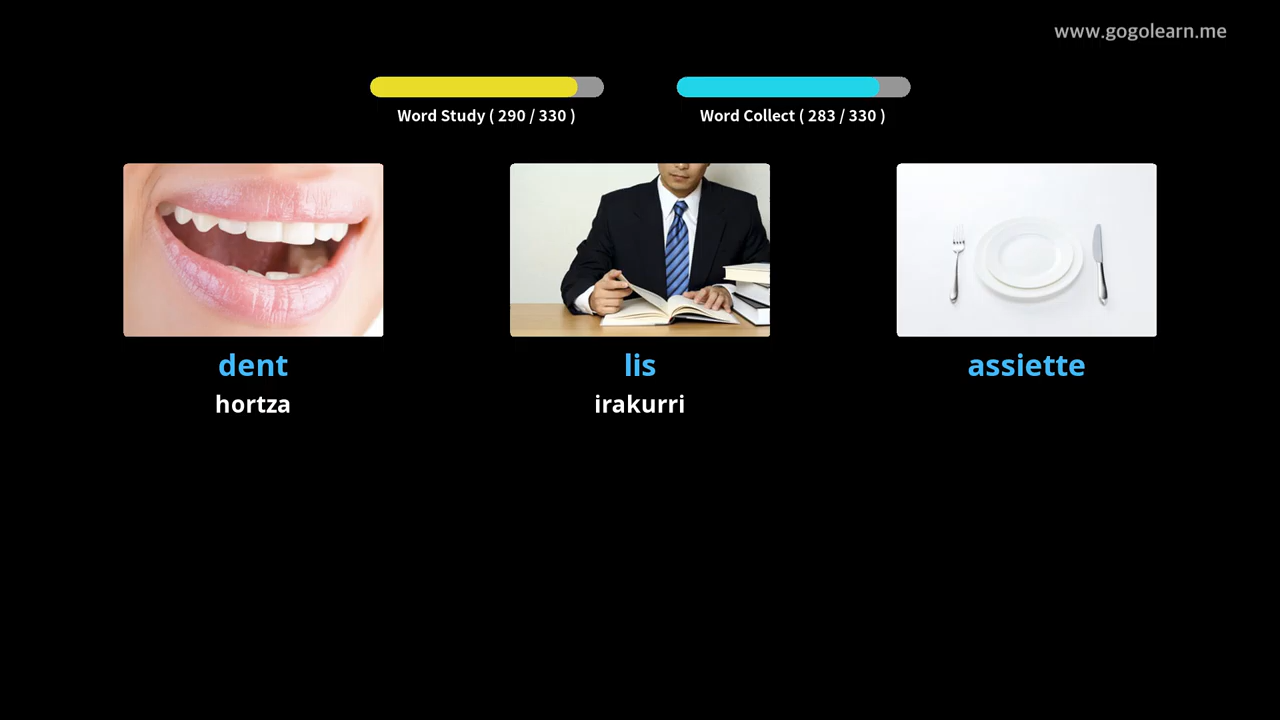 www.gogolearn.me
Word Study ( 290 / 330 )
Word Collect ( 283 / 330 )
dent
hortza
lis
irakurri
assiette